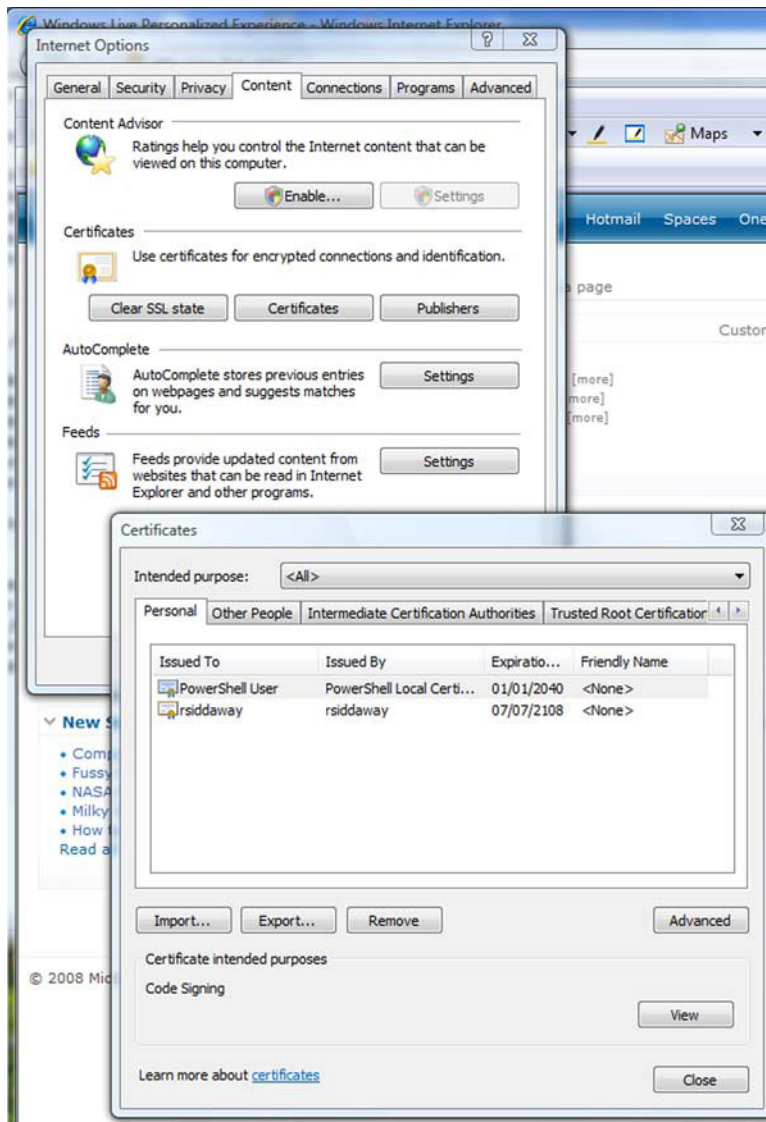 Windows Live Personalized Experience - Windows Internet Explorer
Internet Options
General Security Privacy Content Connections Programs Advanced
Content Advisor
Ratings help you control the Internet content that can be
viewed on this computer.
Enable... Settings
Certificates
Use certificates for encrypted connections and identification.
Clear SSL state Certificates Publishers
AutoComplete
AutoComplete stores previous entries
on webpages and suggests matches
for you.
Settings
Feeds
Feeds provide updated content from
websites that can be read in Internet
Explorer and other programs.
Settings
Maps
Hotmail Spaces One
page
Custor
[more]
more]
[more]
Certificates
Intended purpose: <All>
Personal Other People Intermediate Certification Authorities Trusted Root Certification
Issued To Issued By Expiratio... Friendly Name
PowerShell User PowerShell Local Certi... 01/01/2040 <None>
rsiddaway rsiddaway 07/07/2108 <None>
Import... Export... Remove Advanced
Certificate intended purposes
Code Signing
View
Learn more about certificates
Close
New
• Com
• Fussy
• NASA
• Milky
• How
Read a
© 2008 Mic